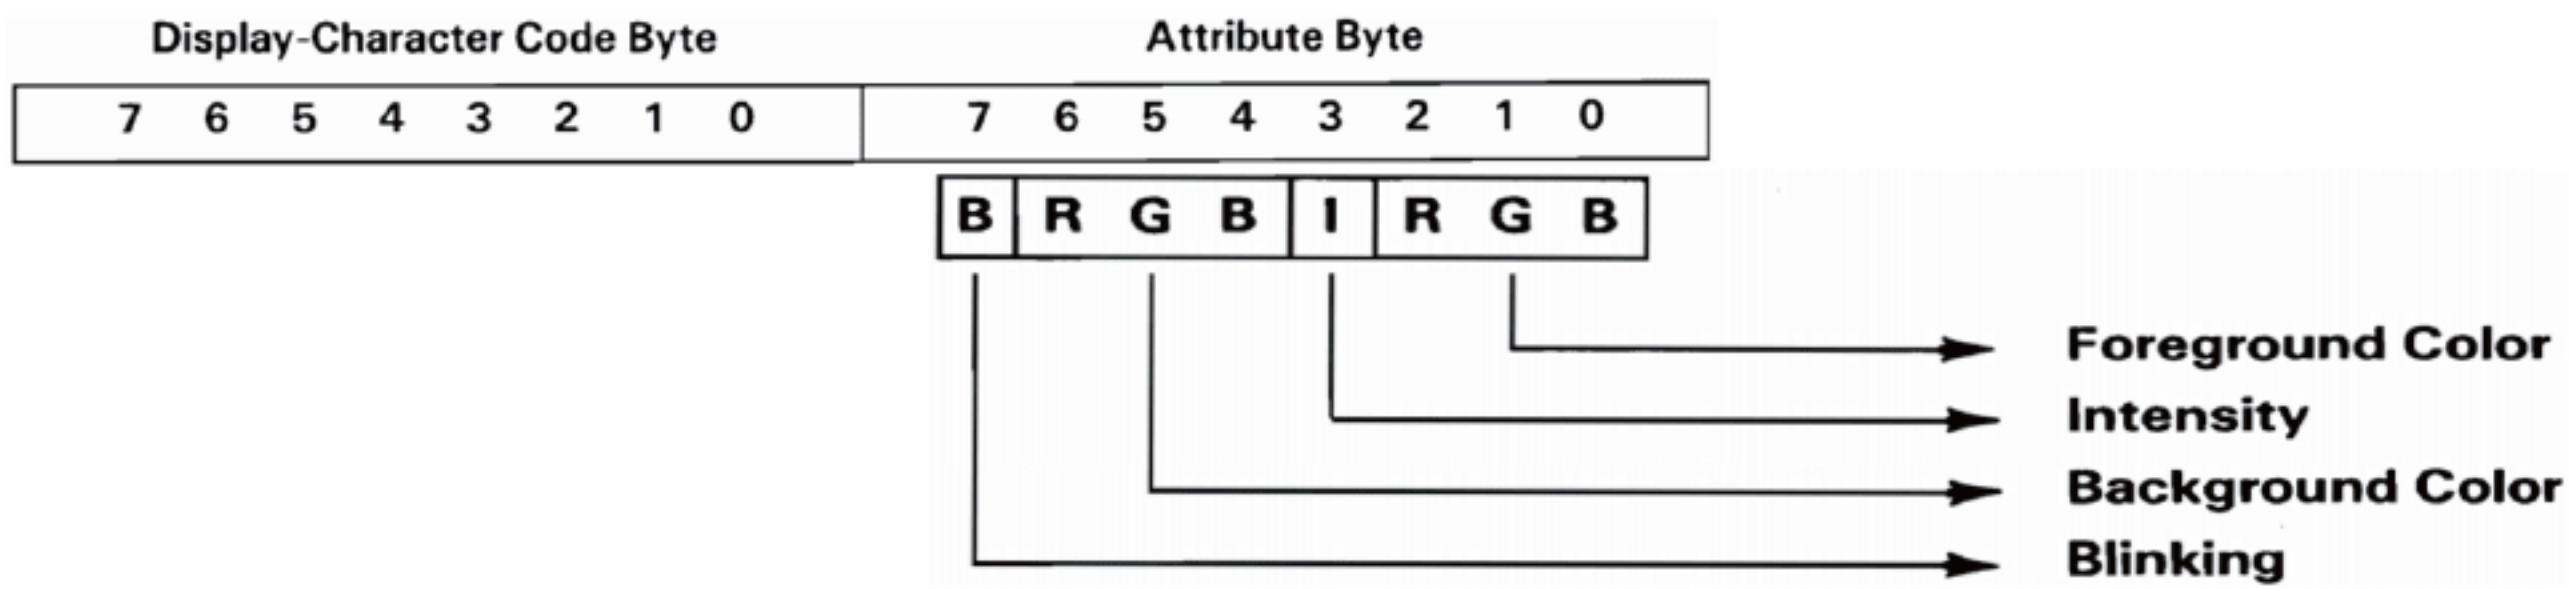 Display-Character Code Byte Attribute Byte
7 6 5 4 3 2 1 0 7 6 5 4 3 2 1 0
B R G B I R G B
Foreground Color
Intensity
Background Color
Blinking